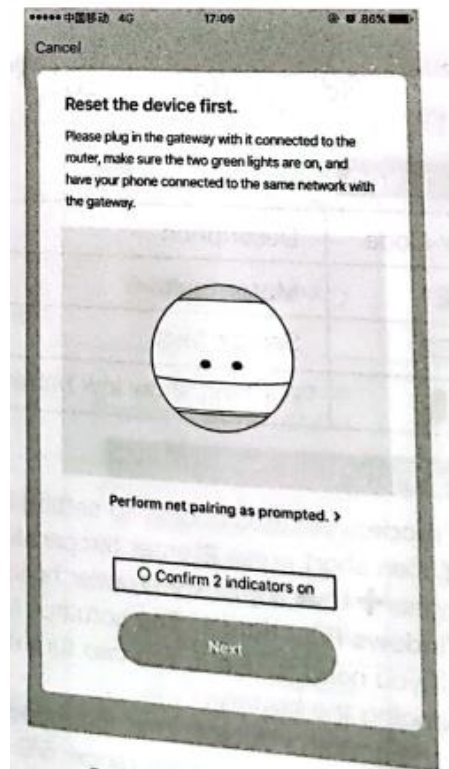 中国移动 4G 17:09 86%
Cancel
Reset the device first.
Please plug in the gateway with it connected to the
router, make sure the two green lights are on, and
have your phone connected to the same network with
the gateway.
Perform net pairing as prompted. >
O Confirm 2 indicators on
Next